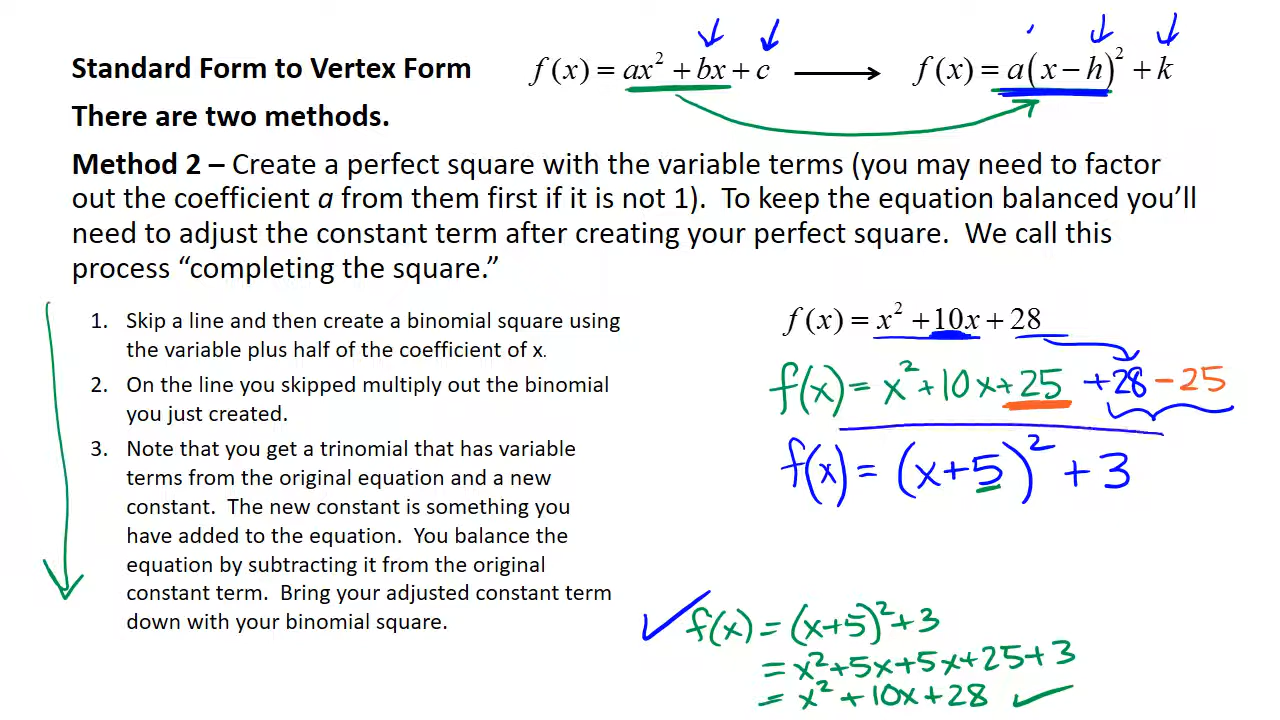 Standard Form to Vertex Form f(x) = ax² + bx + c ⟶ f(x) = a(x − h)² + k
There are two methods.
Method 2 – Create a perfect square with the variable terms (you may need to factor
out the coefficient a from them first if it is not 1). To keep the equation balanced you'll
need to adjust the constant term after creating your perfect square. We call this
process “completing the square.”
1. Skip a line and then create a binomial square using
the variable plus half of the coefficient of x.
2. On the line you skipped multiply out the binomial
you just created.
3. Note that you get a trinomial that has variable
terms from the original equation and a new
constant. The new constant is something you
have added to the equation. You balance the
equation by subtracting it from the original
constant term. Bring your adjusted constant term
down with your binomial square.
f(x) = x² + 10x + 28
f(x) = x² + 10x + 25 + 28 − 25
f(x) = (x + 5)² + 3
✓ f(x) = (x+5)² + 3
= x² + 5x + 5x + 25 + 3
= x² + 10x + 28 ✓